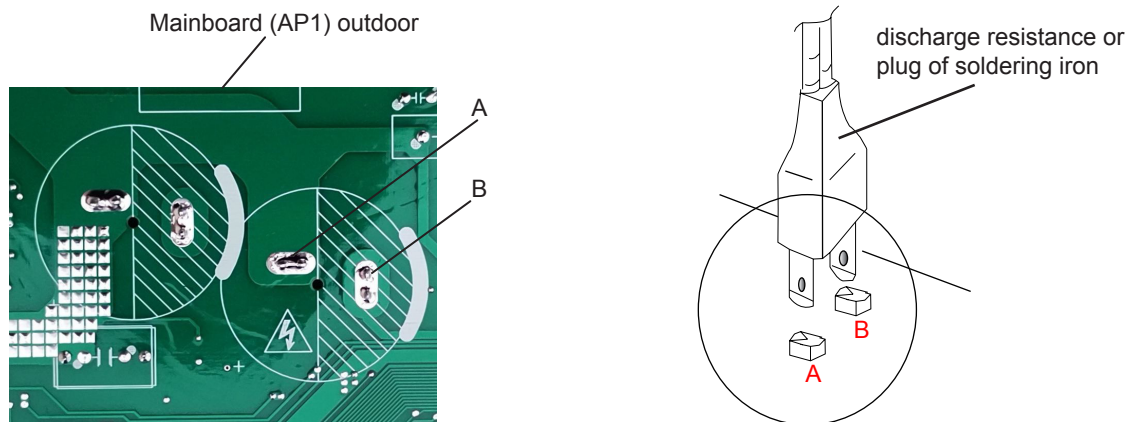 Mainboard (AP1) outdoor
A
B
discharge resistance or
plug of soldering iron
B
A